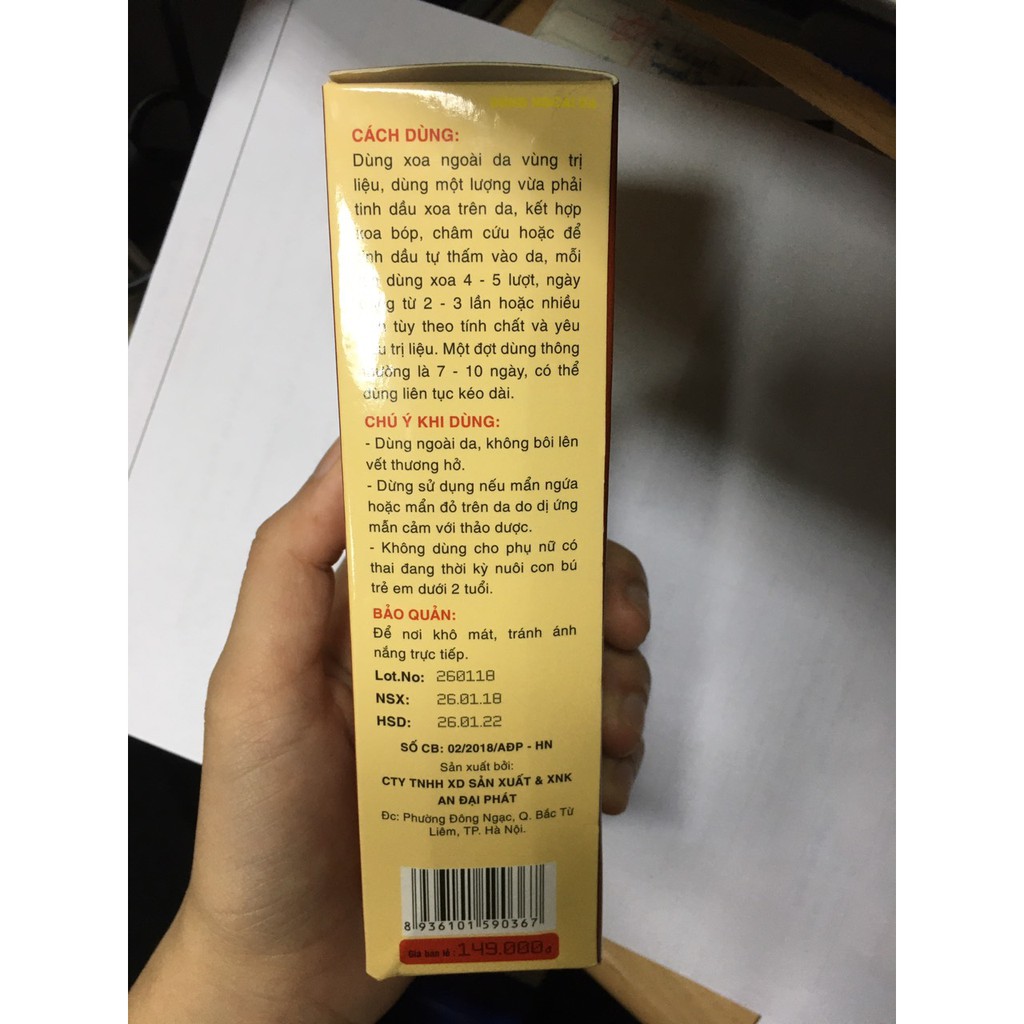 CÁCH DÙNG:
Dùng xoa ngoài da vùng trị
liệu, dùng một lượng vừa phải
tinh dầu xoa trên da, kết hợp
xoa bóp, châm cứu hoặc để
tinh dầu tự thấm vào da, mỗi
dùng xoa 4 - 5 lượt, ngày
từ 2 - 3 lần hoặc nhiều
tùy theo tính chất và yêu
trị liệu. Một đợt dùng thông
thường là 7 - 10 ngày, có thể
dùng liên tục kéo dài.
CHÚ Ý KHI DÙNG:
- Dùng ngoài da, không bôi lên
vết thương hở.
- Dừng sử dụng nếu mẩn ngứa
hoặc mẩn đỏ trên da do dị ứng
mẫn cảm với thảo dược.
- Không dùng cho phụ nữ có
thai đang thời kỳ nuôi con bú
trẻ em dưới 2 tuổi.
BẢO QUẢN:
Để nơi khô mát, tránh ánh
nắng trực tiếp.
Lot.No: 260118
NSX: 26.01.18
HSD: 26.01.22
SỐ CB: 02/2018/AĐP - HN
Sản xuất bởi:
CTY TNHH XD SẢN XUẤT & XNK
AN ĐẠI PHÁT
Đc: Phường Đông Ngạc, Q. Bắc Từ
Liêm, TP. Hà Nội.
8 936101 590367
Giá bán lẻ : 149.000đ